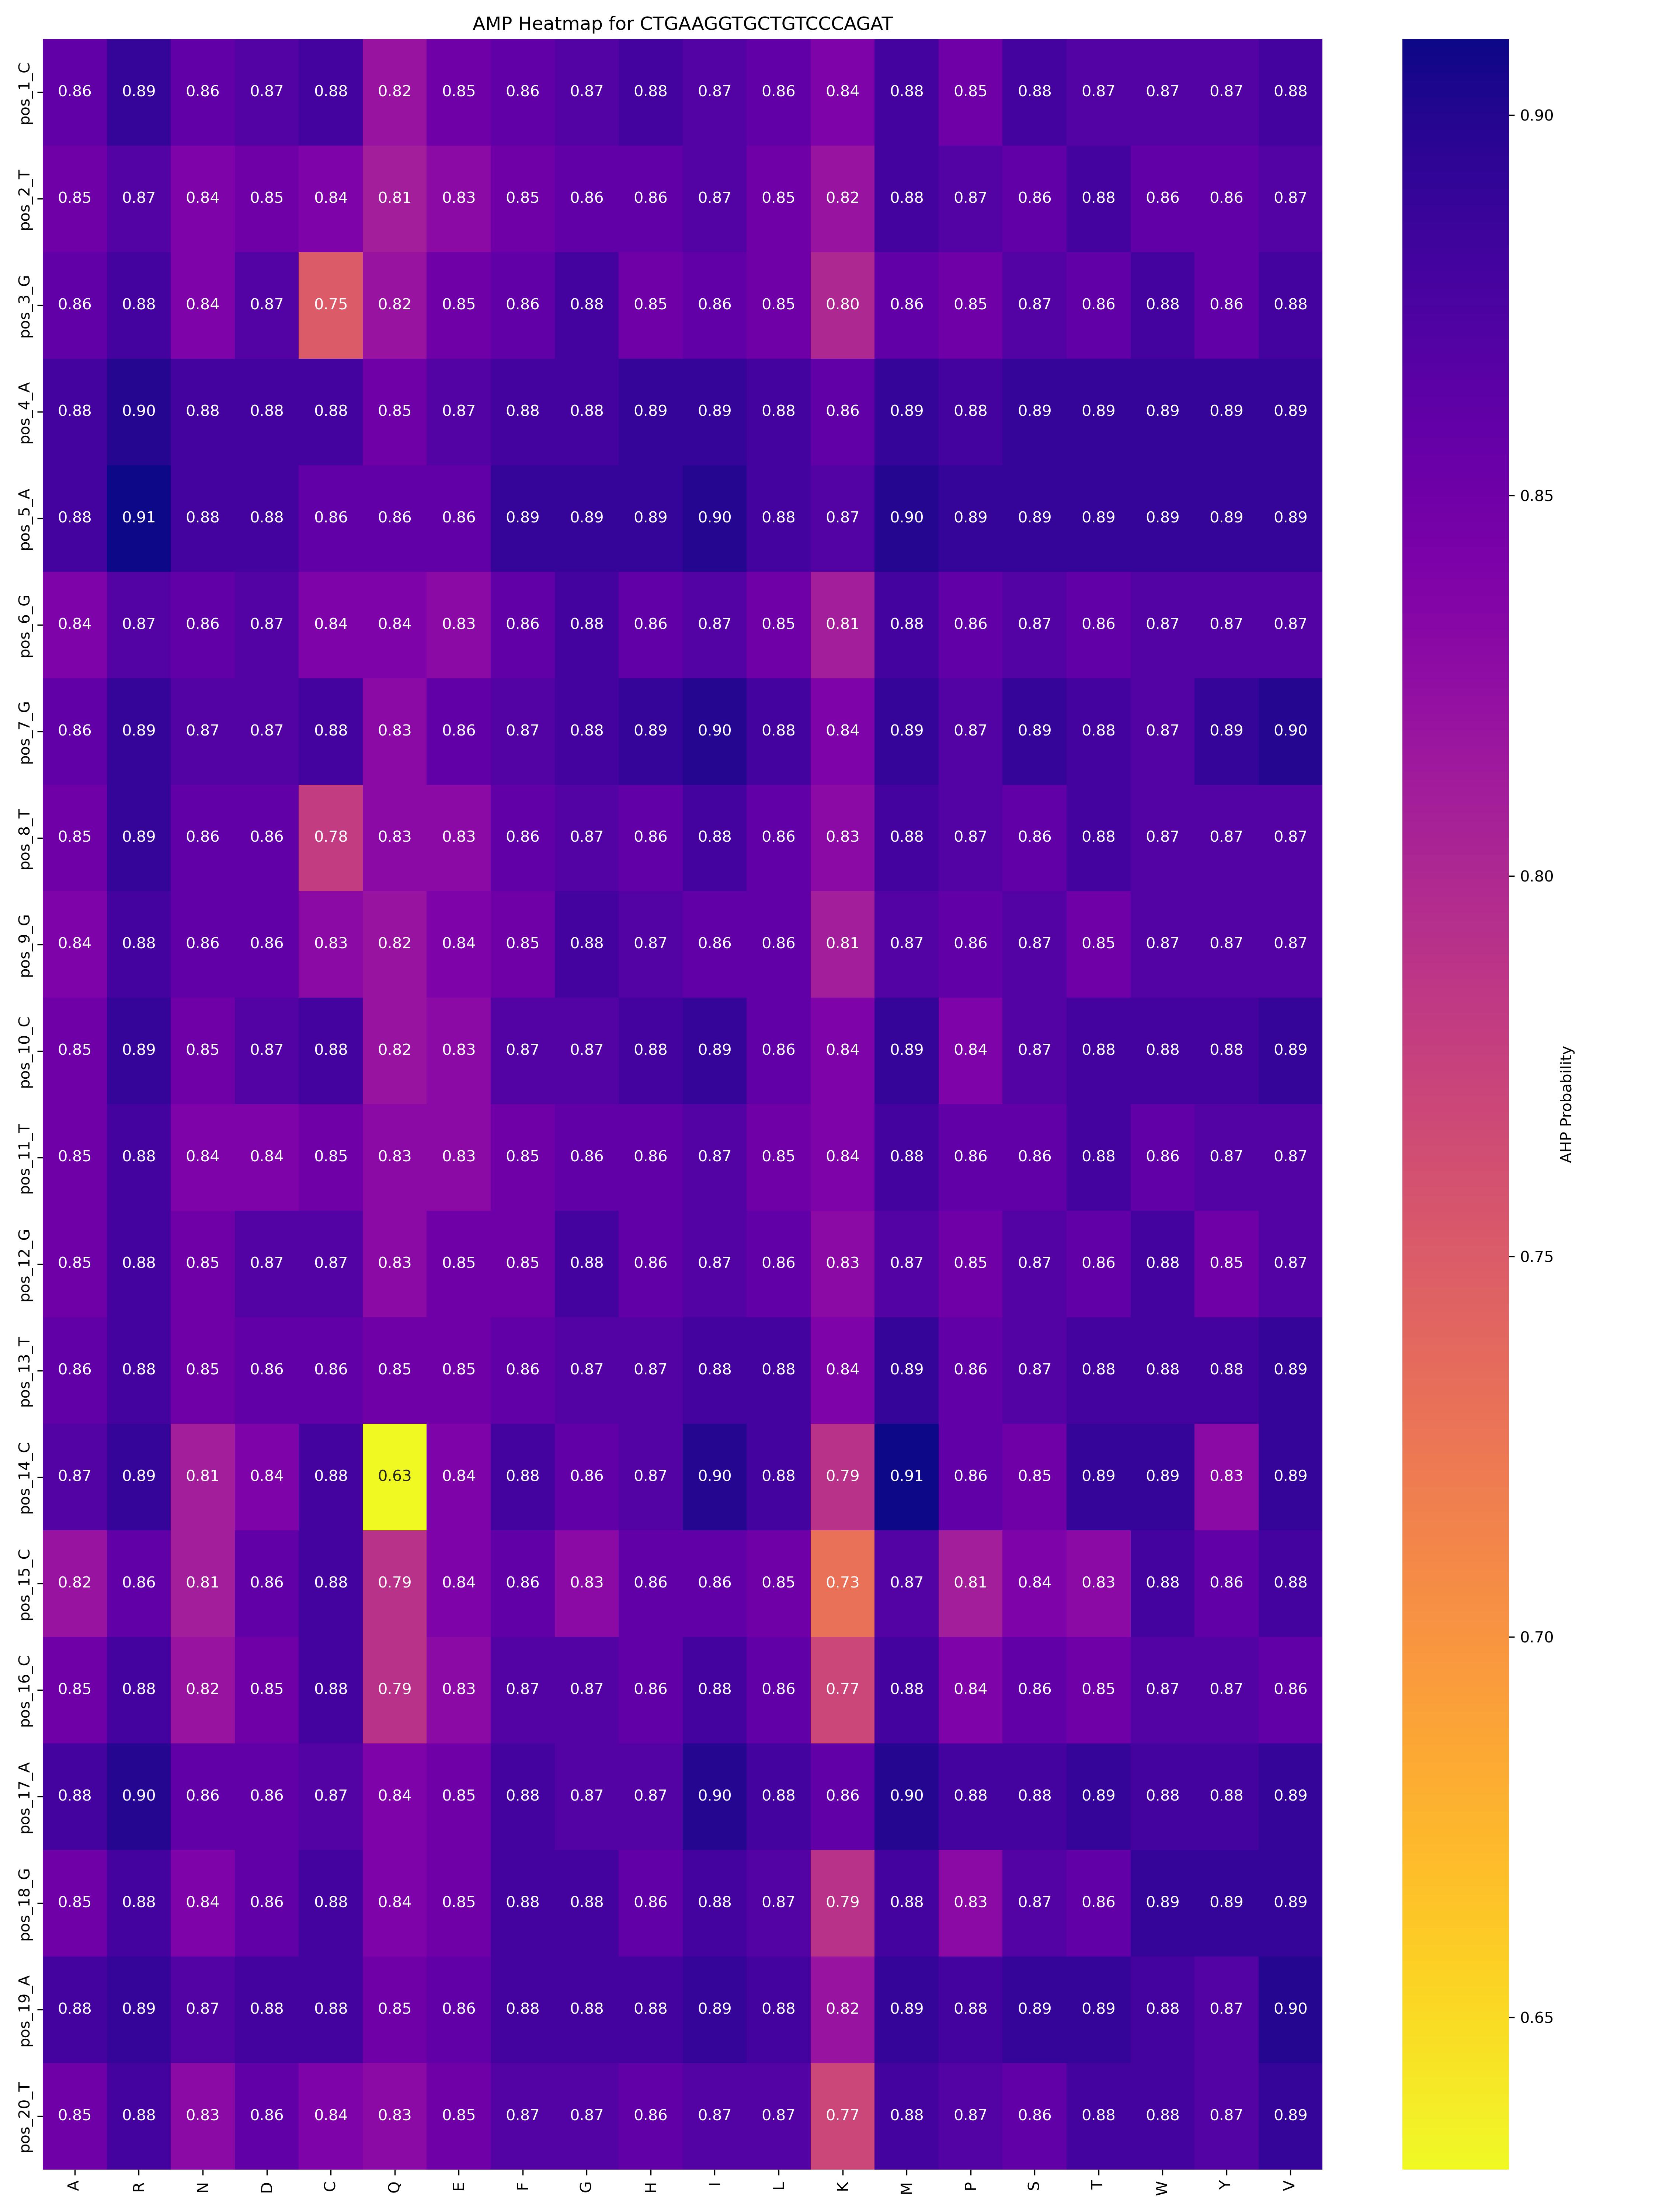 AMP Heatmap for CTGAAGGTGCTGTCCCAGAT
pos_1_C 0.86 0.89 0.86 0.87 0.88 0.82 0.85 0.86 0.87 0.88 0.87 0.86 0.84 0.88 0.85 0.88 0.87 0.87 0.87 0.88
pos_2_T 0.85 0.87 0.84 0.85 0.84 0.81 0.83 0.85 0.86 0.86 0.87 0.85 0.82 0.88 0.87 0.86 0.88 0.86 0.86 0.87
pos_3_G 0.86 0.88 0.84 0.87 0.75 0.82 0.85 0.86 0.88 0.85 0.86 0.85 0.80 0.86 0.85 0.87 0.86 0.88 0.86 0.88
pos_4_A 0.88 0.90 0.88 0.88 0.88 0.85 0.87 0.88 0.88 0.89 0.89 0.88 0.86 0.89 0.88 0.89 0.89 0.89 0.89 0.89
pos_5_A 0.88 0.91 0.88 0.88 0.86 0.86 0.86 0.89 0.89 0.89 0.90 0.88 0.87 0.90 0.89 0.89 0.89 0.89 0.89 0.89
pos_6_G 0.84 0.87 0.86 0.87 0.84 0.84 0.83 0.86 0.88 0.86 0.87 0.85 0.81 0.88 0.86 0.87 0.86 0.87 0.87 0.87
pos_7_G 0.86 0.89 0.87 0.87 0.88 0.83 0.86 0.87 0.88 0.89 0.90 0.88 0.84 0.89 0.87 0.89 0.88 0.87 0.89 0.90
pos_8_T 0.85 0.89 0.86 0.86 0.78 0.83 0.83 0.86 0.87 0.86 0.88 0.86 0.83 0.88 0.87 0.86 0.88 0.87 0.87 0.87
pos_9_G 0.84 0.88 0.86 0.86 0.83 0.82 0.84 0.85 0.88 0.87 0.86 0.86 0.81 0.87 0.86 0.87 0.85 0.87 0.87 0.87
pos_10_C 0.85 0.89 0.85 0.87 0.88 0.82 0.83 0.87 0.87 0.88 0.89 0.86 0.84 0.89 0.84 0.87 0.88 0.88 0.88 0.89
pos_11_T 0.85 0.88 0.84 0.84 0.85 0.83 0.83 0.85 0.86 0.86 0.87 0.85 0.84 0.88 0.86 0.86 0.88 0.86 0.87 0.87
pos_12_G 0.85 0.88 0.85 0.87 0.87 0.83 0.85 0.85 0.88 0.86 0.87 0.86 0.83 0.87 0.85 0.87 0.86 0.88 0.85 0.87
pos_13_T 0.86 0.88 0.85 0.86 0.86 0.85 0.85 0.86 0.87 0.87 0.88 0.88 0.84 0.89 0.86 0.87 0.88 0.88 0.88 0.89
pos_14_C 0.87 0.89 0.81 0.84 0.88 0.63 0.84 0.88 0.86 0.87 0.90 0.88 0.79 0.91 0.86 0.85 0.89 0.89 0.83 0.89
pos_15_C 0.82 0.86 0.81 0.86 0.88 0.79 0.84 0.86 0.83 0.86 0.86 0.85 0.73 0.87 0.81 0.84 0.83 0.88 0.86 0.88
pos_16_C 0.85 0.88 0.82 0.85 0.88 0.79 0.83 0.87 0.87 0.86 0.88 0.86 0.77 0.88 0.84 0.86 0.85 0.87 0.87 0.86
pos_17_A 0.88 0.90 0.86 0.86 0.87 0.84 0.85 0.88 0.87 0.87 0.90 0.88 0.86 0.90 0.88 0.88 0.89 0.88 0.88 0.89
pos_18_G 0.85 0.88 0.84 0.86 0.88 0.84 0.85 0.88 0.88 0.86 0.88 0.87 0.79 0.88 0.83 0.87 0.86 0.89 0.89 0.89
pos_19_A 0.88 0.89 0.87 0.88 0.88 0.85 0.86 0.88 0.88 0.88 0.89 0.88 0.82 0.89 0.88 0.89 0.89 0.88 0.87 0.90
pos_20_T 0.85 0.88 0.83 0.86 0.84 0.83 0.85 0.87 0.87 0.86 0.87 0.87 0.77 0.88 0.87 0.86 0.88 0.88 0.87 0.89
A R N D C Q E F G H I L K M P S T W Y V
0.90
0.85
0.80
0.75
0.70
0.65
AHP Probability